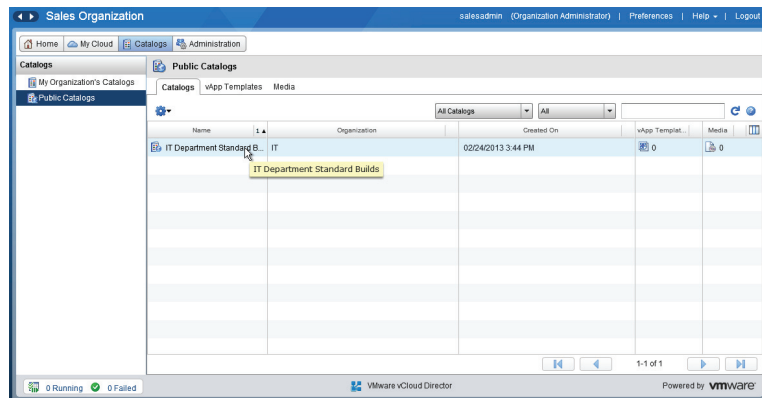 Sales Organization salesadmin (Organization Administrator) | Preferences | Help | Logout
Home My Cloud Catalogs Administration
Catalogs Public Catalogs
My Organization's Catalogs Catalogs vApp Templates Media
Public Catalogs
All Catalogs All
Name 1 Organization Created On vApp Templat... Media
IT Department Standard B... IT 02/24/2013 3:44 PM 0 0
IT Department Standard Builds
1-1 of 1
0 Running 0 Failed VMware vCloud Director Powered by vmware